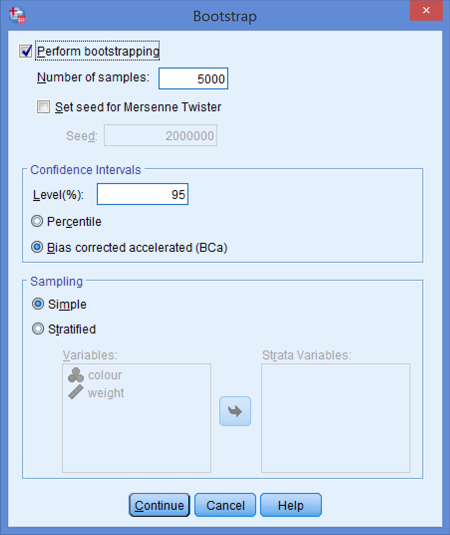 Bootstrap
Perform bootstrapping
Number of samples: 5000
Set seed for Mersenne Twister
Seed: 2000000
Confidence Intervals
Level(%): 95
Percentile
Bias corrected accelerated (BCa)
Sampling
Simple
Stratified
Variables: Strata Variables:
colour
weight
Continue Cancel Help